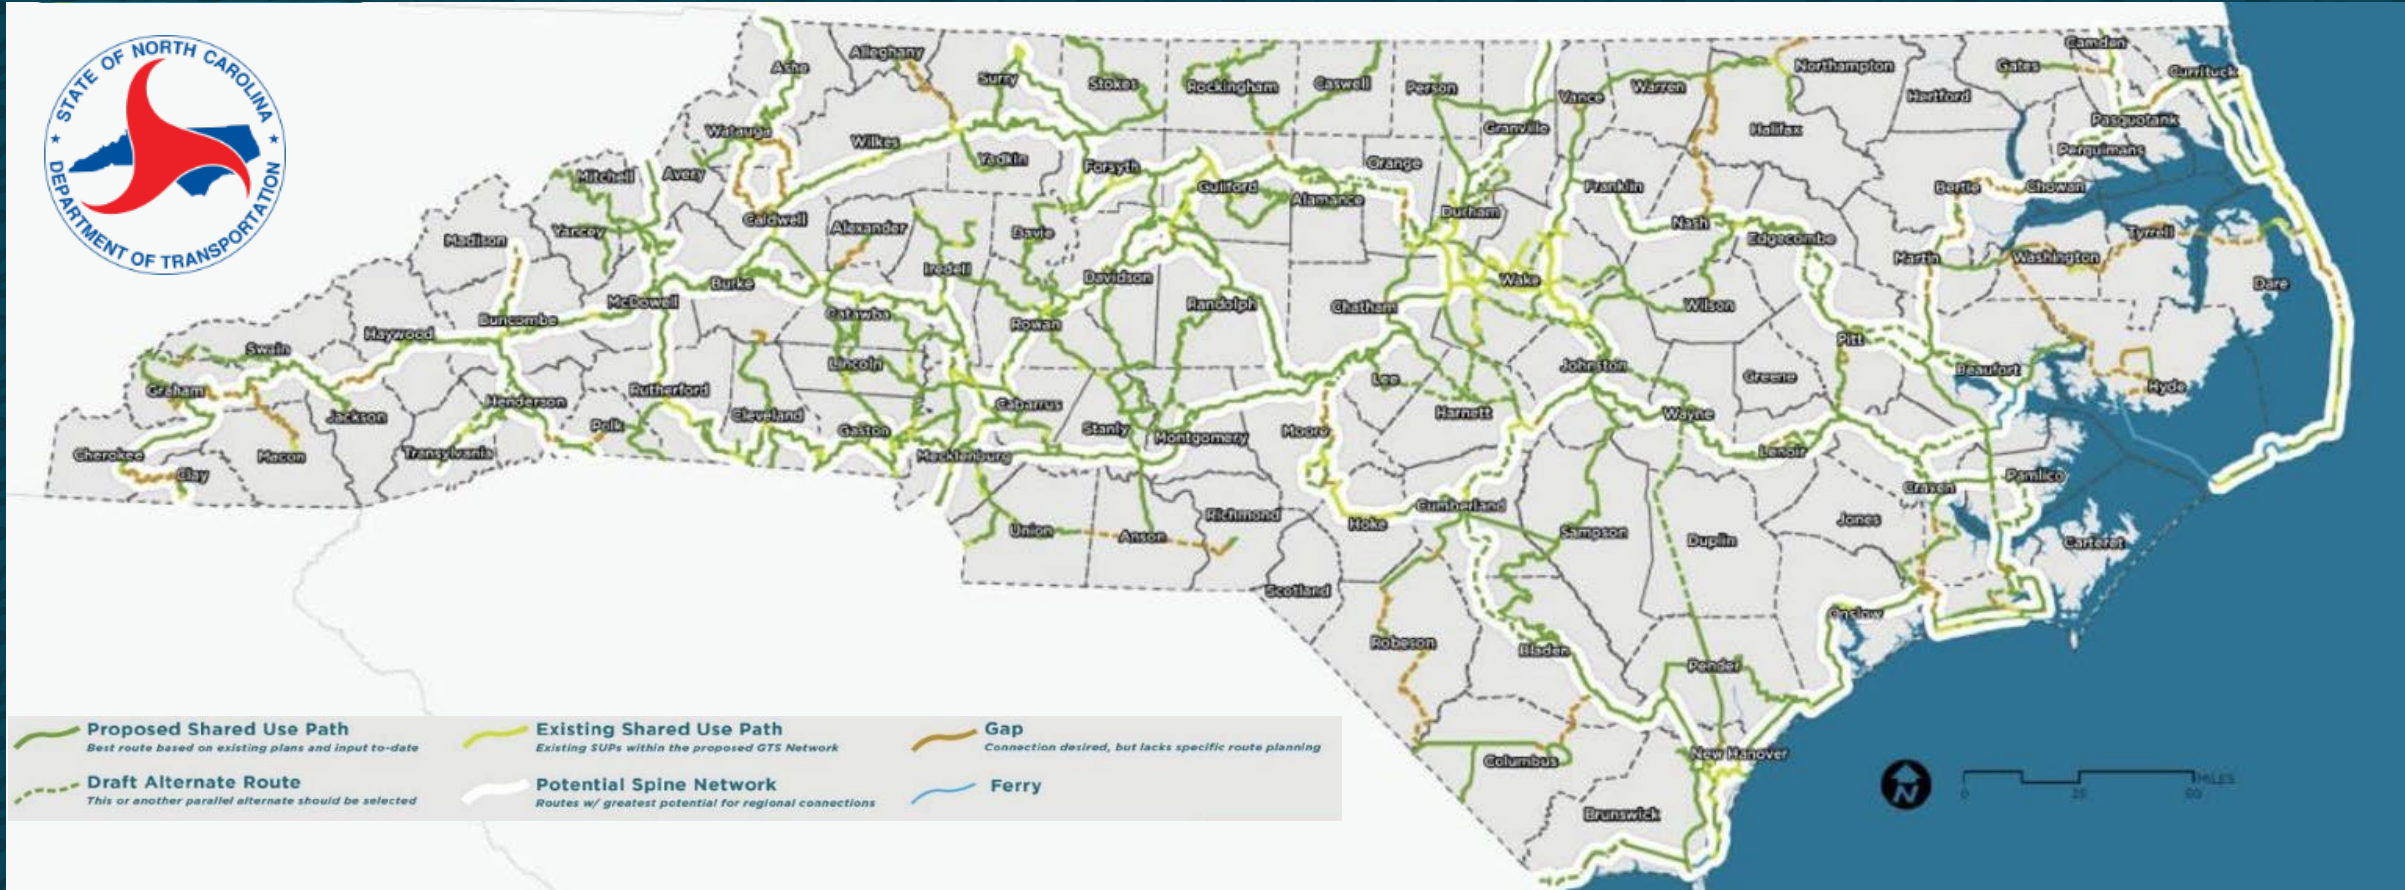 STATE OF NORTH CAROLINA
DEPARTMENT OF TRANSPORTATION
Alleghany
Ashe
Surry
Stokes
Rockingham
Caswell
Person
Vance
Warren
Northampton
Gates
Camden
Currituck
Hertford
Halifax
Granville
Pasquotank
Perquimans
Watauga
Wilkes
Yadkin
Forsyth
Orange
Mitchell
Avery
Guilford
Alamance
Franklin
Bertie
Chowan
Caldwell
Alexander
Davie
Durham
Nash
Edgecombe
Madison
Yancey
Iredell
Davidson
Martin
Washington
Tyrrell
Dare
Burke
McDowell
Buncombe
Catawba
Rowan
Randolph
Chatham
Wake
Wilson
Haywood
Swain
Lincoln
Pitt
Graham
Jackson
Henderson
Rutherford
Cleveland
Cabarrus
Lee
Johnston
Greene
Beaufort
Hyde
Polk
Gaston
Stanly
Montgomery
Moore
Harnett
Wayne
Lenoir
Cherokee
Clay
Macon
Transylvania
Mecklenburg
Craven
Pamlico
Union
Anson
Richmond
Hoke
Cumberland
Sampson
Duplin
Jones
Carteret
Scotland
Robeson
Bladen
Pender
Onslow
Columbus
New Hanover
Brunswick
Proposed Shared Use Path
Best route based on existing plans and input to-date
Existing Shared Use Path
Existing SUPs within the proposed GTS Network
Gap
Connection desired, but lacks specific route planning
Draft Alternate Route
This or another parallel alternate should be selected
Potential Spine Network
Routes w/ greatest potential for regional connections
Ferry
N
MILES
0